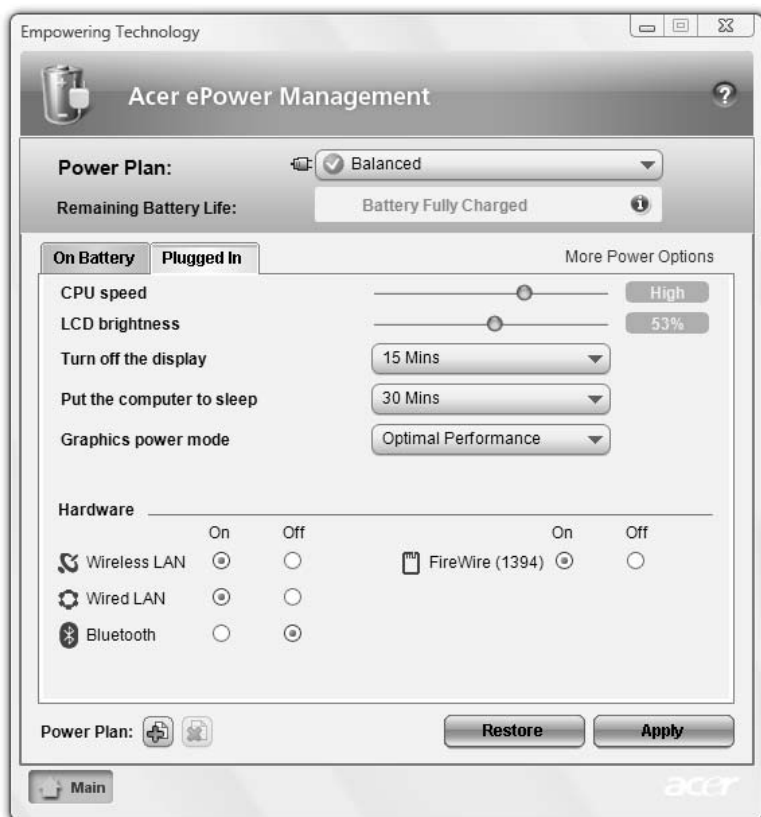 Empowering Technology
Acer ePower Management
?
Power Plan: Balanced
Remaining Battery Life: Battery Fully Charged
On Battery Plugged In More Power Options
CPU speed High
LCD brightness 53%
Turn off the display 15 Mins
Put the computer to sleep 30 Mins
Graphics power mode Optimal Performance
Hardware
On Off On Off
Wireless LAN FireWire (1394)
Wired LAN
Bluetooth
Power Plan: Restore Apply
Main acer